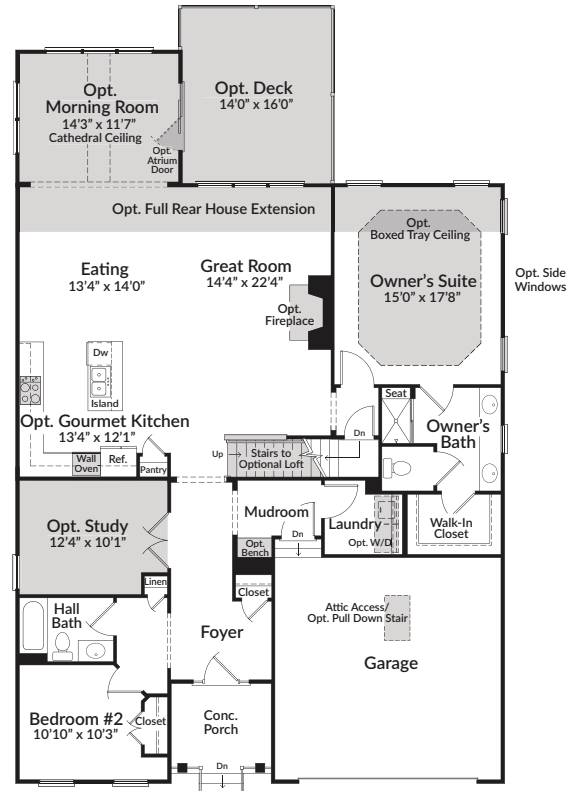 Opt.
Morning Room
14'3" x 11'7"
Cathedral Ceiling
Opt.
Atrium
Door
Opt. Deck
14'0" x 16'0"
Opt. Full Rear House Extension
Opt.
Boxed Tray Ceiling
Owner's Suite
15'0" x 17'8"
Opt. Side
Windows
Eating
13'4" x 14'0"
Great Room
14'4" x 22'4"
Opt.
Fireplace
Dw
Island
Opt. Gourmet Kitchen
13'4" x 12'1"
Wall
Oven
Ref.
Pantry
Up
Stairs to
Optional Loft
Dn
Seat
Owner's
Bath
Walk-In
Closet
Opt. Study
12'4" x 10'1"
Mudroom
Dn
Opt.
Bench
Laundry
Opt. W/D
Linen
Closet
Hall
Bath
Foyer
Attic Access/
Opt. Pull Down Stair
Garage
Bedroom #2
10'10" x 10'3"
Closet
Conc.
Porch
Dn